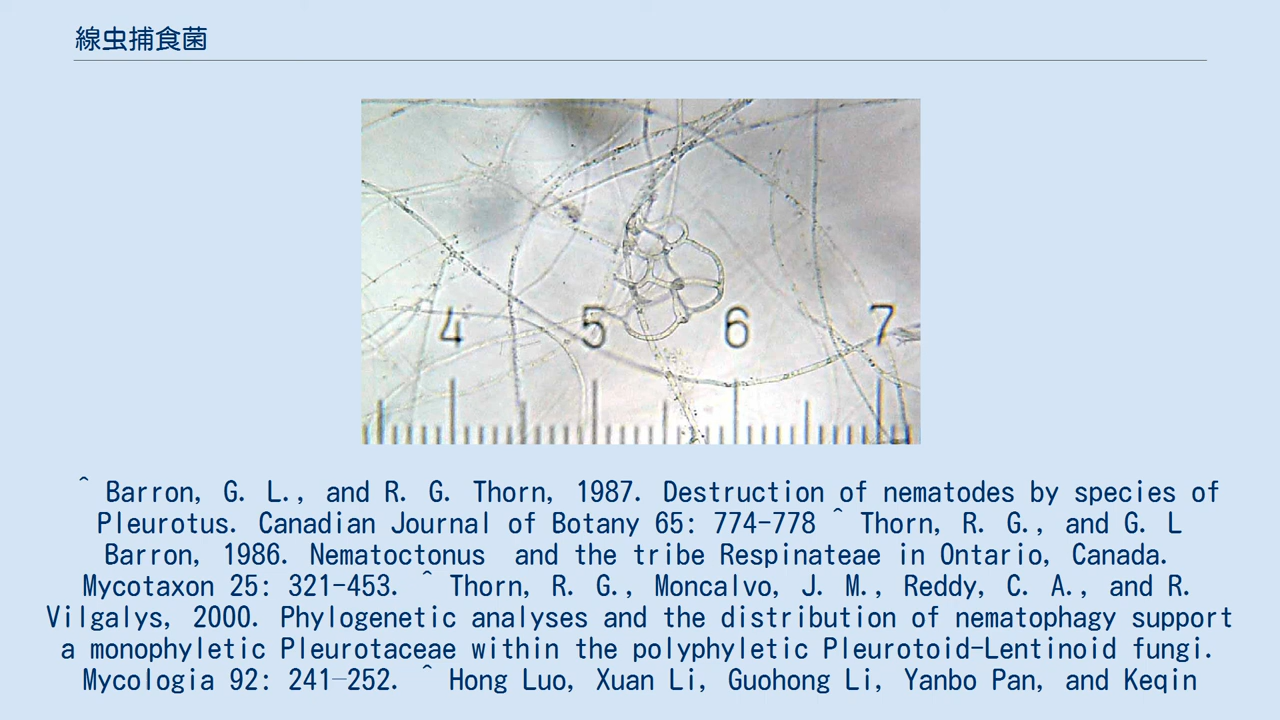 線虫捕食菌
4 5 6 7
^ Barron, G. L., and R. G. Thorn, 1987. Destruction of nematodes by species of
Pleurotus. Canadian Journal of Botany 65: 774-778 ^ Thorn, R. G., and G. L
Barron, 1986. Nematoctonus  and the tribe Respinateae in Ontario, Canada.
Mycotaxon 25: 321-453. ^ Thorn, R. G., Moncalvo, J. M., Reddy, C. A., and R.
Vilgalys, 2000. Phylogenetic analyses and the distribution of nematophagy support
a monophyletic Pleurotaceae within the polyphyletic Pleurotoid-Lentinoid fungi.
Mycologia 92: 241–252. ^ Hong Luo, Xuan Li, Guohong Li, Yanbo Pan, and Keqin